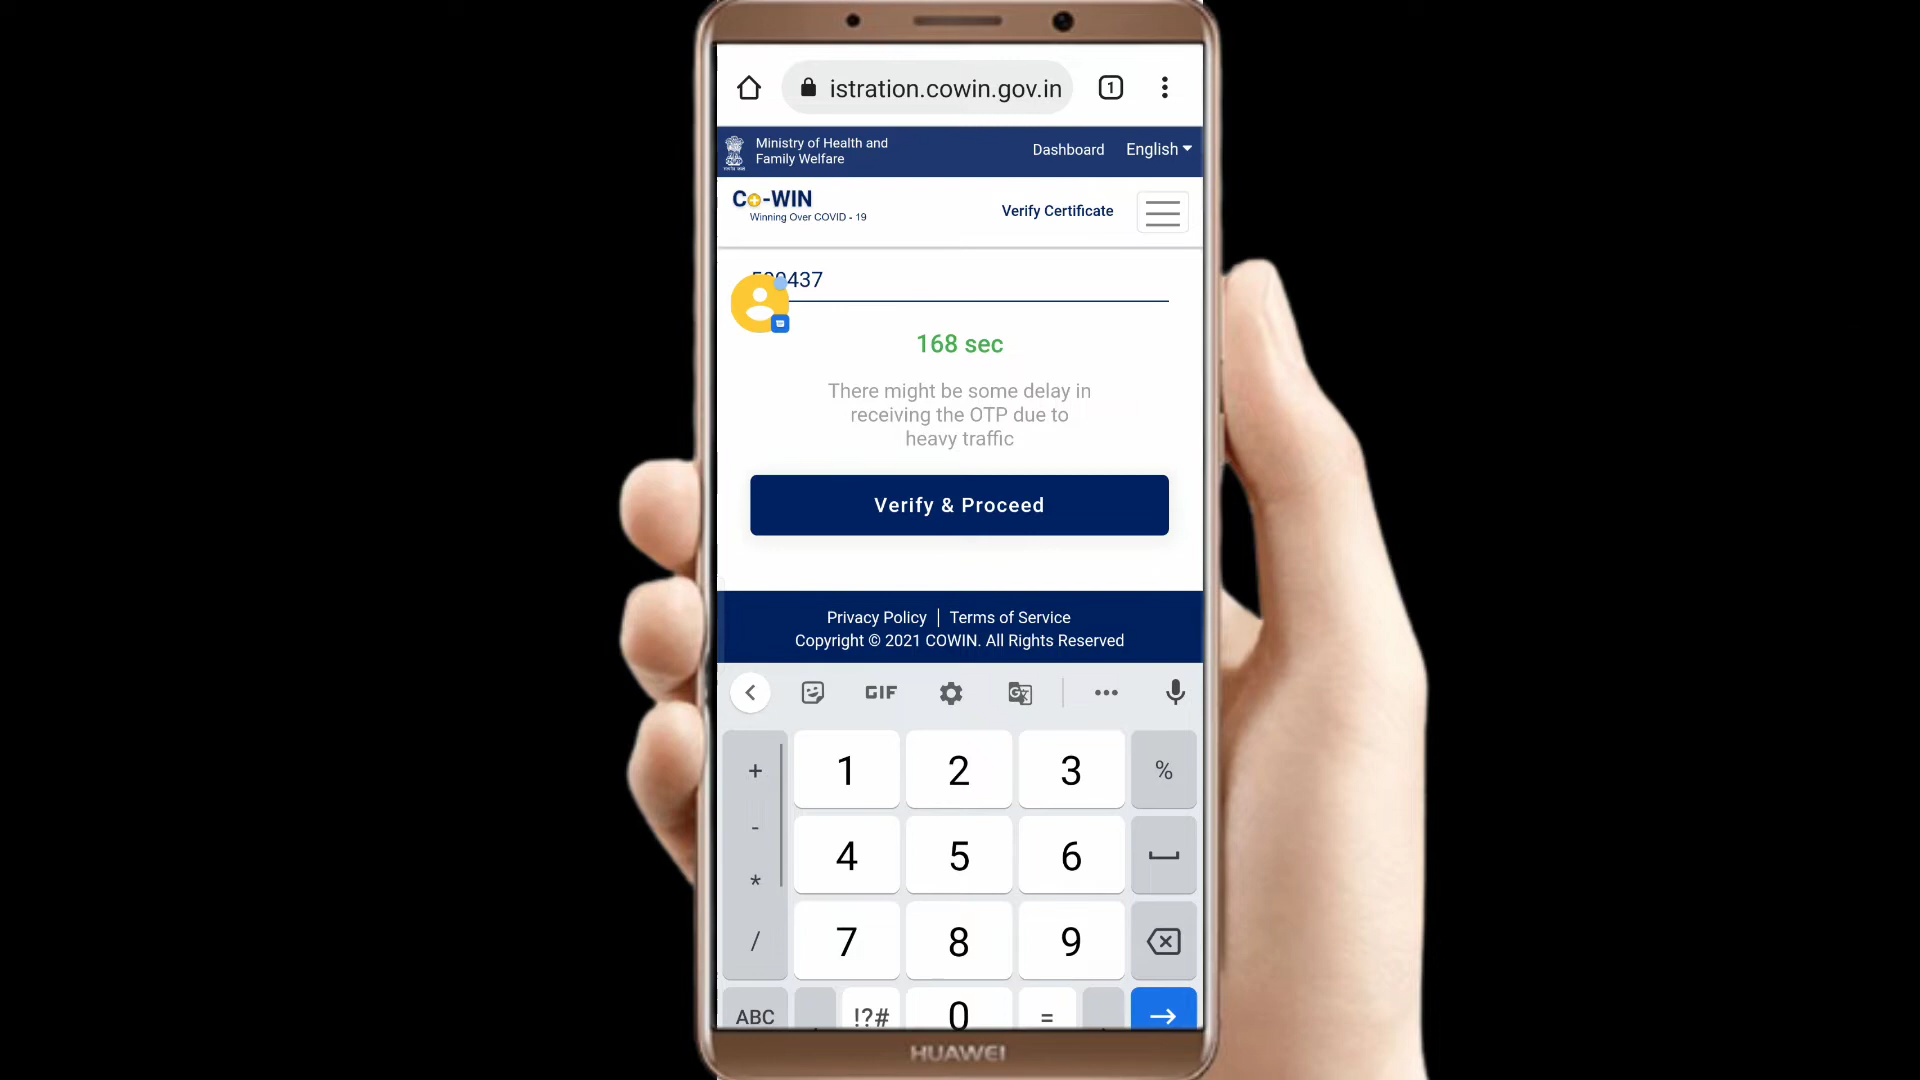 istration.cowin.gov.in
1
Ministry of Health and
Family Welfare
Dashboard
English
Co-WIN
Winning Over COVID - 19
Verify Certificate
168 sec
There might be some delay in
receiving the OTP due to
heavy traffic
Verify & Proceed
Privacy Policy | Terms of Service
Copyright © 2021 COWIN. All Rights Reserved
GIF
+ 1 2 3 %
-
4 5 6
*
/ 7 8 9
ABC , !?# 0 =
HUAWEI